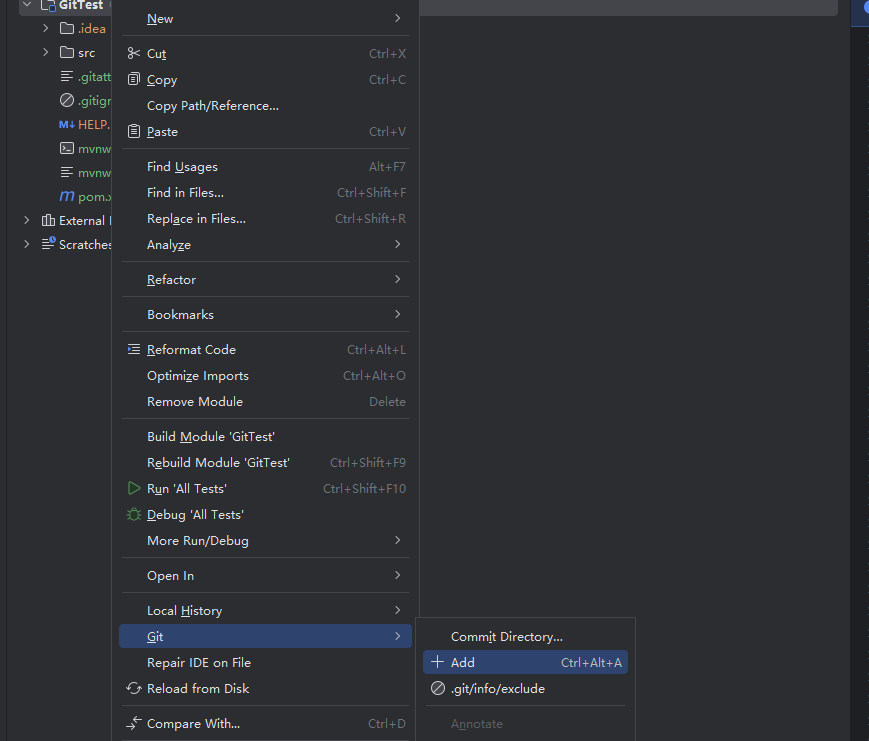 GitTest
.idea
src
.gitatt
.gitign
M↓ HELP.
mvnw
mvnw
m pom.x
External
Scratches
New
Cut Ctrl+X
Copy Ctrl+C
Copy Path/Reference...
Paste Ctrl+V
Find Usages Alt+F7
Find in Files... Ctrl+Shift+F
Replace in Files... Ctrl+Shift+R
Analyze
Refactor
Bookmarks
Reformat Code Ctrl+Alt+L
Optimize Imports Ctrl+Alt+O
Remove Module Delete
Build Module 'GitTest'
Rebuild Module 'GitTest' Ctrl+Shift+F9
Run 'All Tests' Ctrl+Shift+F10
Debug 'All Tests'
More Run/Debug
Open In
Local History
Git
Repair IDE on File
Reload from Disk
Compare With... Ctrl+D
Commit Directory...
Add Ctrl+Alt+A
.git/info/exclude
Annotate